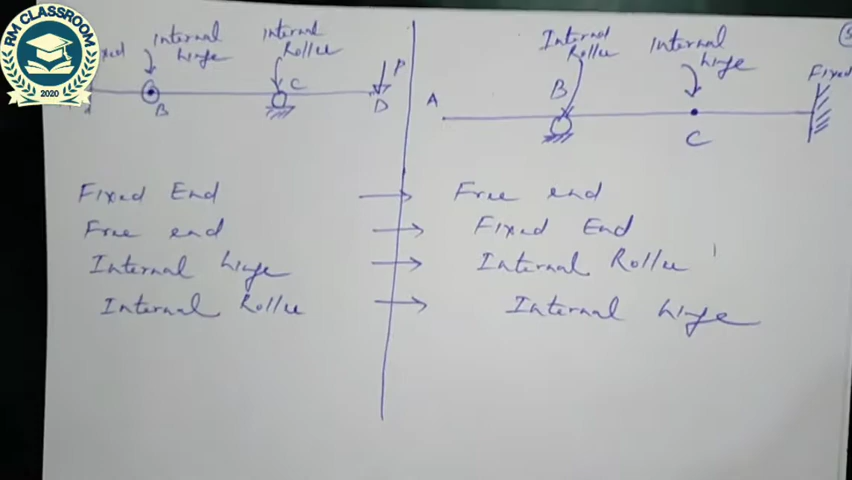 RM CLASSROOM
2020
Internal
hinge
Internal
Roller
P
B
C
D
Internal
Roller
Internal
hinge
Fixed
A
B
C
Fixed End → Free end
Free end → Fixed End
Internal hinge → Internal Roller
Internal Roller → Internal hinge